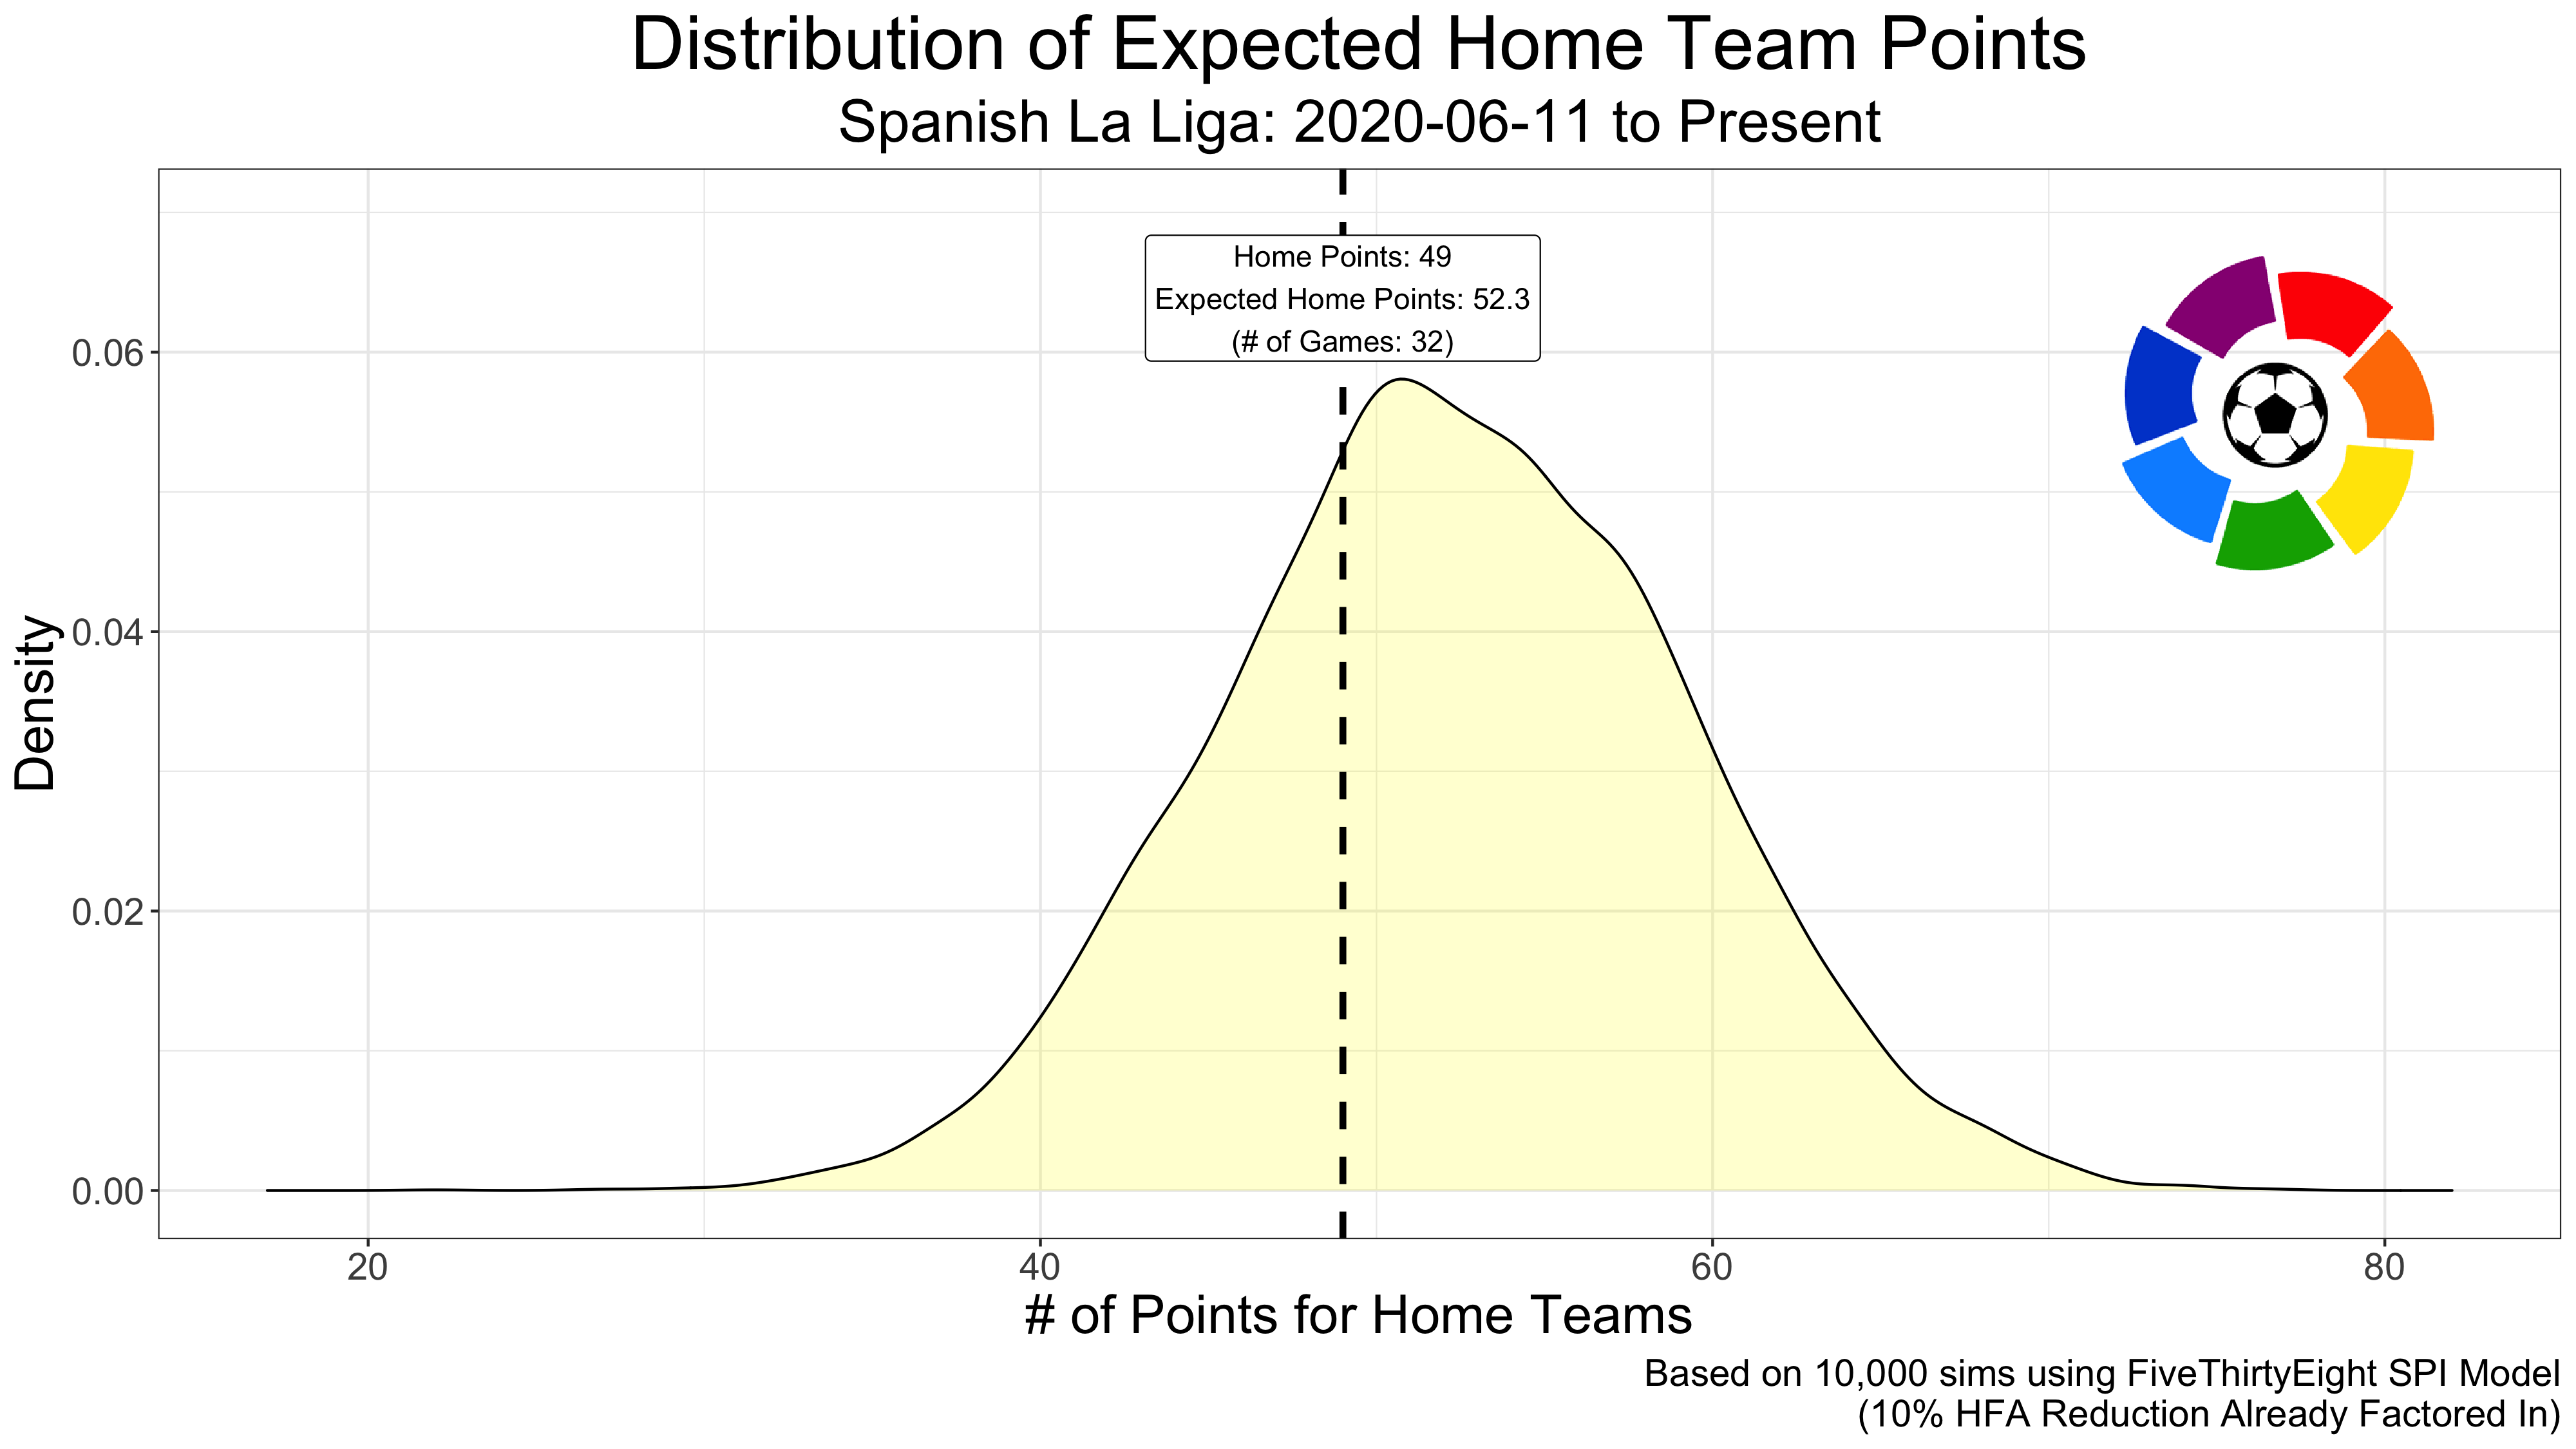 Distribution of Expected Home Team Points
Spanish La Liga: 2020-06-11 to Present
Home Points: 49
Expected Home Points: 52.3
(# of Games: 32)
Density
0.06
0.04
0.02
0.00
20 40 60 80
# of Points for Home Teams
Based on 10,000 sims using FiveThirtyEight SPI Model
(10% HFA Reduction Already Factored In)